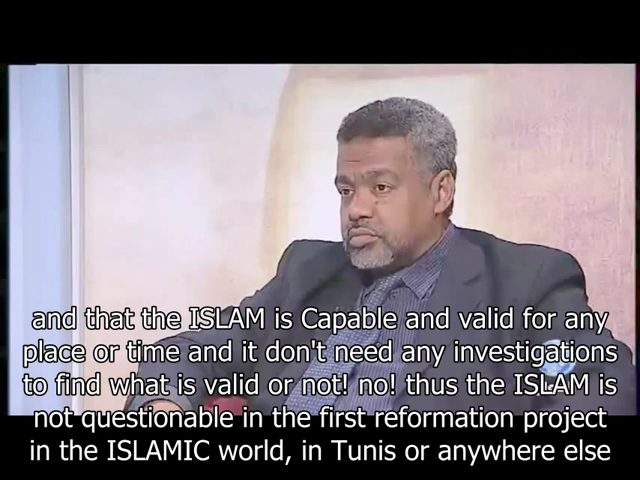 and that the ISLAM is Capable and valid for any
place or time and it don't need any investigations
to find what is valid or not! no! thus the ISLAM is
not questionable in the first reformation project
in the ISLAMIC world, in Tunis or anywhere else